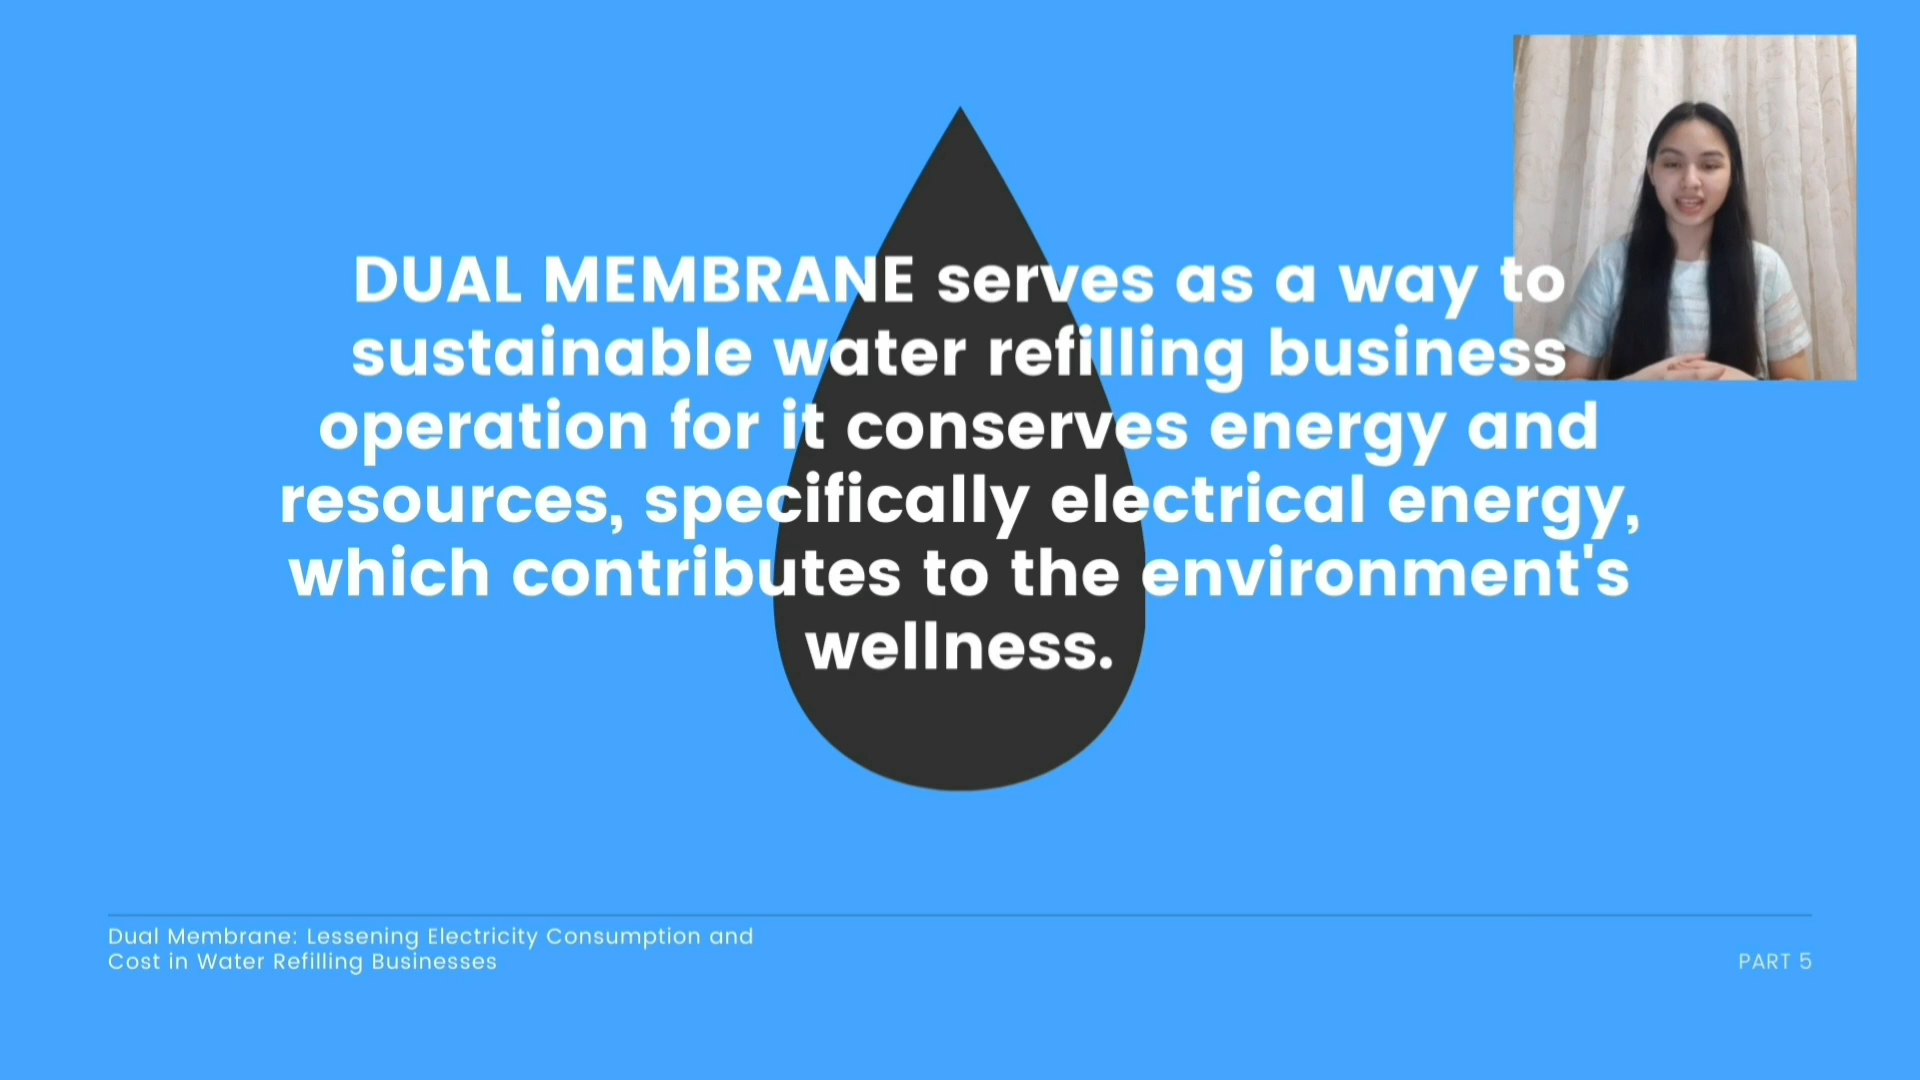 DUAL MEMBRANE serves as a way to
sustainable water refilling business
operation for it conserves energy and
resources, specifically electrical energy,
which contributes to the environment's
wellness.
Dual Membrane: Lessening Electricity Consumption and
Cost in Water Refilling Businesses
PART 5